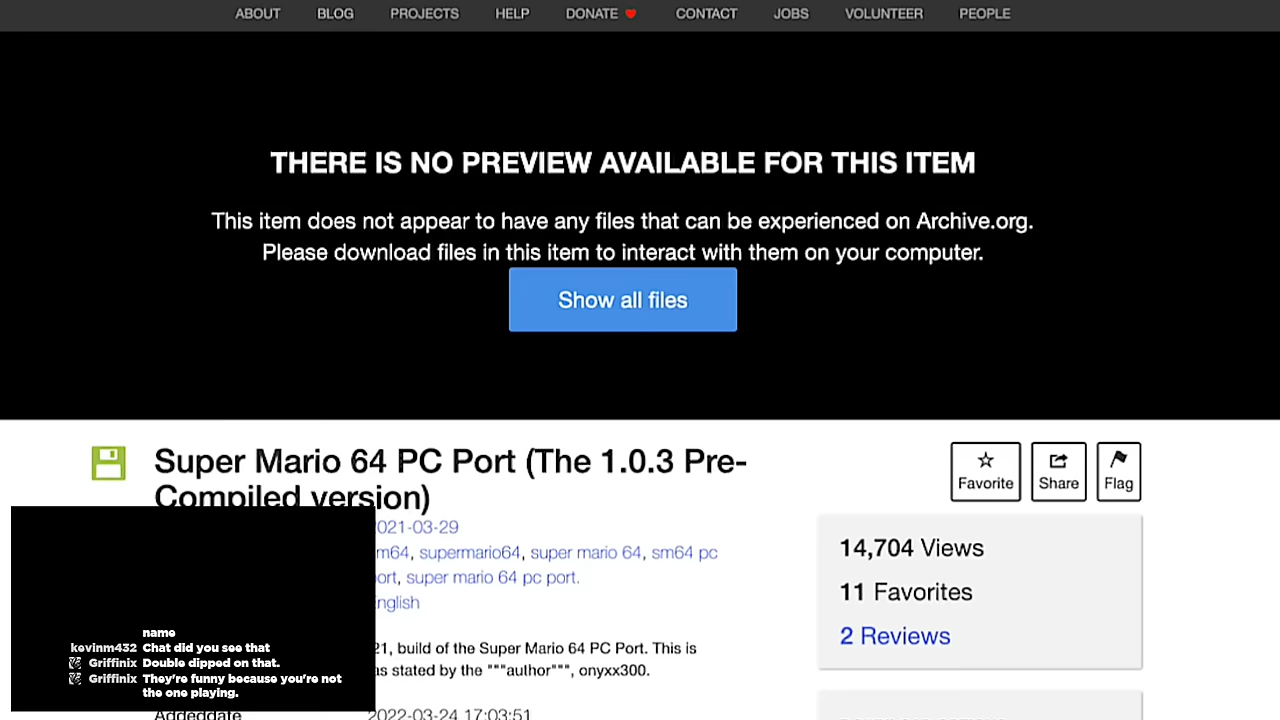 ABOUT BLOG PROJECTS HELP DONATE CONTACT JOBS VOLUNTEER PEOPLE
THERE IS NO PREVIEW AVAILABLE FOR THIS ITEM
This item does not appear to have any files that can be experienced on Archive.org.
Please download files in this item to interact with them on your computer.
Show all files
Super Mario 64 PC Port (The 1.0.3 Pre-
Compiled version)
Favorite Share Flag
021-03-29
m64, supermario64, super mario 64, sm64 pc
ort, super mario 64 pc port.
nglish
14,704 Views
11 Favorites
2 Reviews
21, build of the Super Mario 64 PC Port. This is
as stated by the """author""", onyxx300.
Addeddate 2022-03-24 17:03:51
name
kevinm432 Chat did you see that
Griffinix Double dipped on that.
Griffinix They're funny because you're not
the one playing.